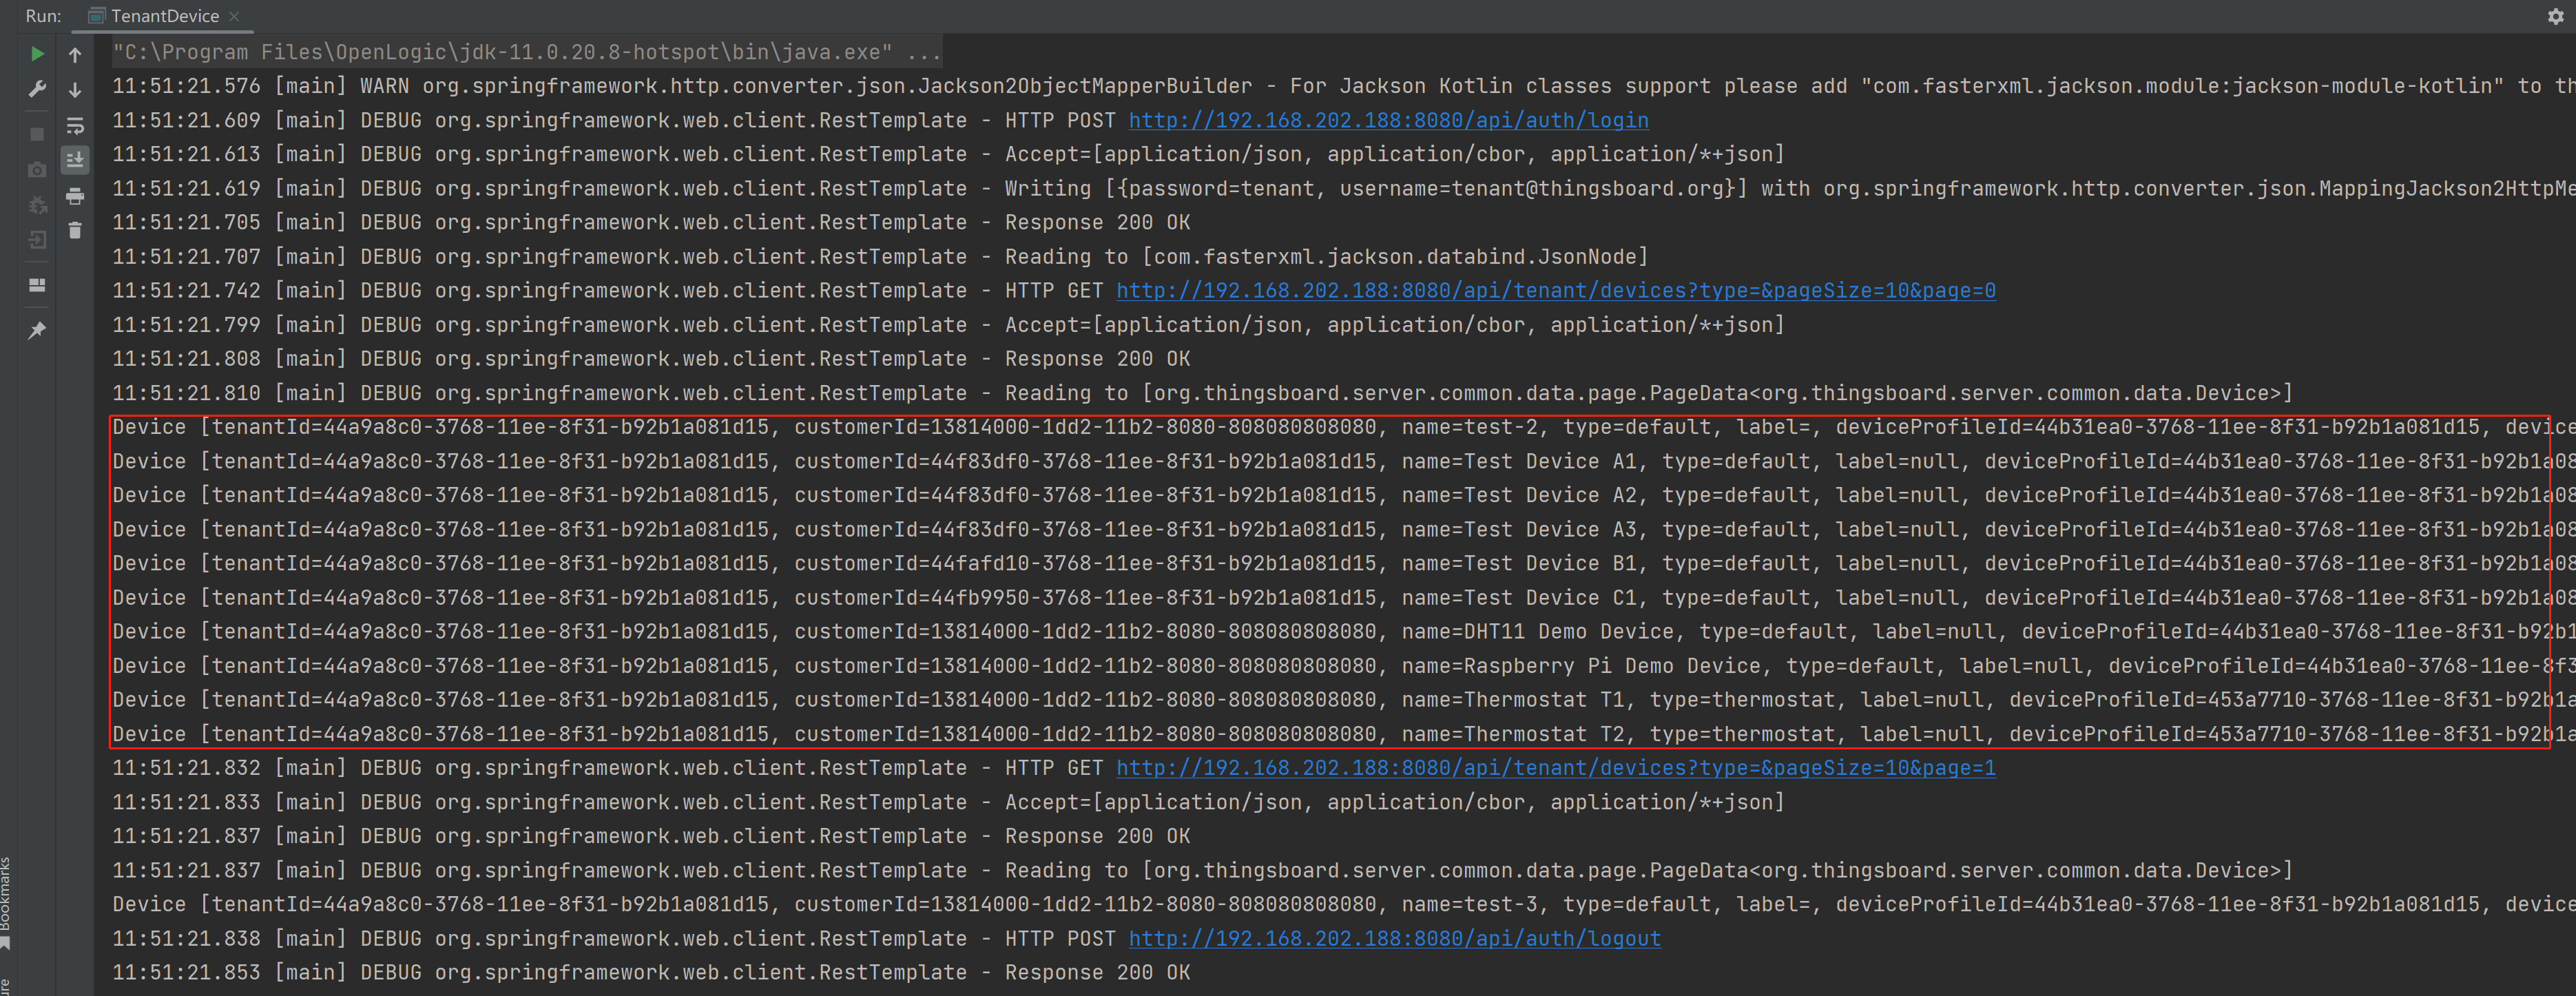 Run: TenantDevice
"C:\Program Files\OpenLogic\jdk-11.0.20.8-hotspot\bin\java.exe" ...
11:51:21.576 [main] WARN org.springframework.http.converter.json.Jackson2ObjectMapperBuilder - For Jackson Kotlin classes support please add "com.fasterxml.jackson.module:jackson-module-kotlin" to th
11:51:21.609 [main] DEBUG org.springframework.web.client.RestTemplate - HTTP POST http://192.168.202.188:8080/api/auth/login
11:51:21.613 [main] DEBUG org.springframework.web.client.RestTemplate - Accept=[application/json, application/cbor, application/*+json]
11:51:21.619 [main] DEBUG org.springframework.web.client.RestTemplate - Writing [{password=tenant, username=tenant@thingsboard.org}] with org.springframework.http.converter.json.MappingJackson2HttpMe
11:51:21.705 [main] DEBUG org.springframework.web.client.RestTemplate - Response 200 OK
11:51:21.707 [main] DEBUG org.springframework.web.client.RestTemplate - Reading to [com.fasterxml.jackson.databind.JsonNode]
11:51:21.742 [main] DEBUG org.springframework.web.client.RestTemplate - HTTP GET http://192.168.202.188:8080/api/tenant/devices?type=&pageSize=10&page=0
11:51:21.799 [main] DEBUG org.springframework.web.client.RestTemplate - Accept=[application/json, application/cbor, application/*+json]
11:51:21.808 [main] DEBUG org.springframework.web.client.RestTemplate - Response 200 OK
11:51:21.810 [main] DEBUG org.springframework.web.client.RestTemplate - Reading to [org.thingsboard.server.common.data.page.PageData<org.thingsboard.server.common.data.Device>]
Device [tenantId=44a9a8c0-3768-11ee-8f31-b92b1a081d15, customerId=13814000-1dd2-11b2-8080-808080808080, name=test-2, type=default, label=, deviceProfileId=44b31ea0-3768-11ee-8f31-b92b1a081d15, device
Device [tenantId=44a9a8c0-3768-11ee-8f31-b92b1a081d15, customerId=44f83df0-3768-11ee-8f31-b92b1a081d15, name=Test Device A1, type=default, label=null, deviceProfileId=44b31ea0-3768-11ee-8f31-b92b1a08
Device [tenantId=44a9a8c0-3768-11ee-8f31-b92b1a081d15, customerId=44f83df0-3768-11ee-8f31-b92b1a081d15, name=Test Device A2, type=default, label=null, deviceProfileId=44b31ea0-3768-11ee-8f31-b92b1a08
Device [tenantId=44a9a8c0-3768-11ee-8f31-b92b1a081d15, customerId=44f83df0-3768-11ee-8f31-b92b1a081d15, name=Test Device A3, type=default, label=null, deviceProfileId=44b31ea0-3768-11ee-8f31-b92b1a08
Device [tenantId=44a9a8c0-3768-11ee-8f31-b92b1a081d15, customerId=44fafd10-3768-11ee-8f31-b92b1a081d15, name=Test Device B1, type=default, label=null, deviceProfileId=44b31ea0-3768-11ee-8f31-b92b1a08
Device [tenantId=44a9a8c0-3768-11ee-8f31-b92b1a081d15, customerId=44fb9950-3768-11ee-8f31-b92b1a081d15, name=Test Device C1, type=default, label=null, deviceProfileId=44b31ea0-3768-11ee-8f31-b92b1a08
Device [tenantId=44a9a8c0-3768-11ee-8f31-b92b1a081d15, customerId=13814000-1dd2-11b2-8080-808080808080, name=DHT11 Demo Device, type=default, label=null, deviceProfileId=44b31ea0-3768-11ee-8f31-b92b1
Device [tenantId=44a9a8c0-3768-11ee-8f31-b92b1a081d15, customerId=13814000-1dd2-11b2-8080-808080808080, name=Raspberry Pi Demo Device, type=default, label=null, deviceProfileId=44b31ea0-3768-11ee-8f3
Device [tenantId=44a9a8c0-3768-11ee-8f31-b92b1a081d15, customerId=13814000-1dd2-11b2-8080-808080808080, name=Thermostat T1, type=thermostat, label=null, deviceProfileId=453a7710-3768-11ee-8f31-b92b1a
Device [tenantId=44a9a8c0-3768-11ee-8f31-b92b1a081d15, customerId=13814000-1dd2-11b2-8080-808080808080, name=Thermostat T2, type=thermostat, label=null, deviceProfileId=453a7710-3768-11ee-8f31-b92b1a
11:51:21.832 [main] DEBUG org.springframework.web.client.RestTemplate - HTTP GET http://192.168.202.188:8080/api/tenant/devices?type=&pageSize=10&page=1
11:51:21.833 [main] DEBUG org.springframework.web.client.RestTemplate - Accept=[application/json, application/cbor, application/*+json]
11:51:21.837 [main] DEBUG org.springframework.web.client.RestTemplate - Response 200 OK
11:51:21.837 [main] DEBUG org.springframework.web.client.RestTemplate - Reading to [org.thingsboard.server.common.data.page.PageData<org.thingsboard.server.common.data.Device>]
Device [tenantId=44a9a8c0-3768-11ee-8f31-b92b1a081d15, customerId=13814000-1dd2-11b2-8080-808080808080, name=test-3, type=default, label=, deviceProfileId=44b31ea0-3768-11ee-8f31-b92b1a081d15, device
11:51:21.838 [main] DEBUG org.springframework.web.client.RestTemplate - HTTP POST http://192.168.202.188:8080/api/auth/logout
11:51:21.853 [main] DEBUG org.springframework.web.client.RestTemplate - Response 200 OK
Bookmarks
ure